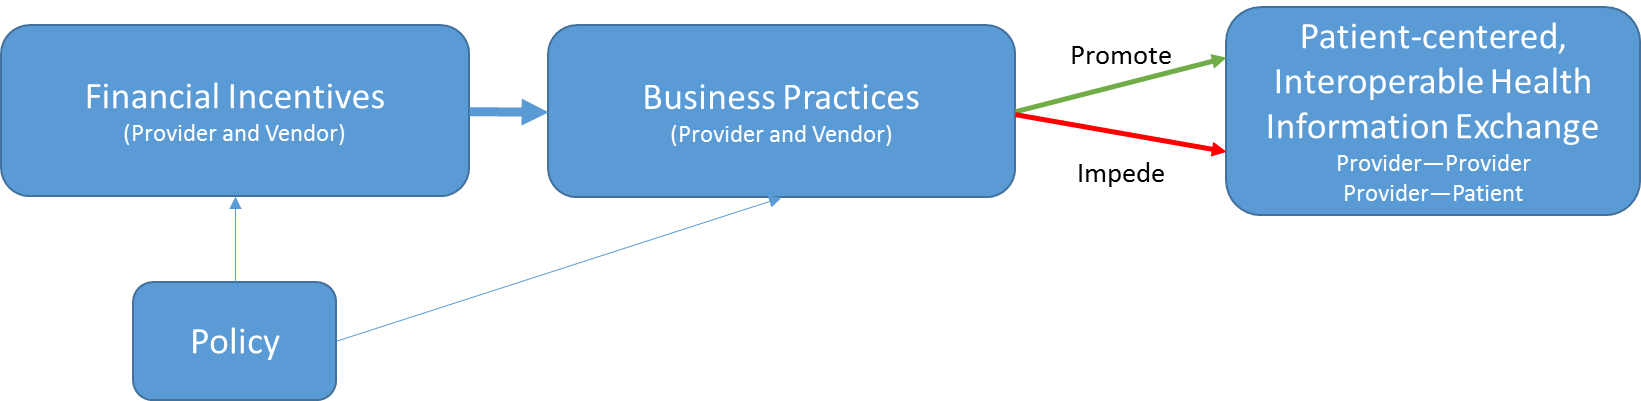 Financial Incentives
(Provider and Vendor)
Business Practices
(Provider and Vendor)
Promote
Impede
Patient-centered,
Interoperable Health
Information Exchange
Provider—Provider
Provider—Patient
Policy